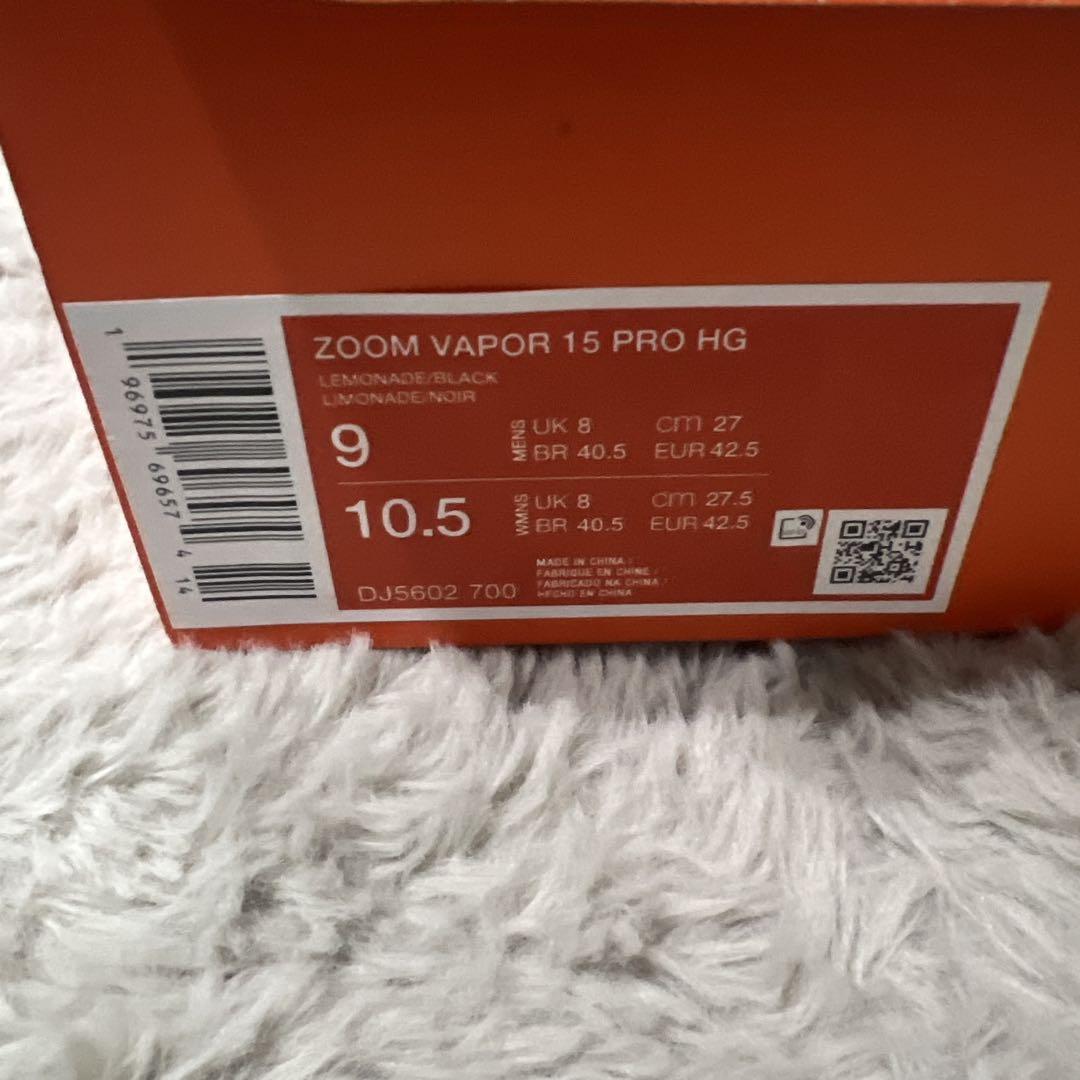 ZOOM VAPOR 15 PRO HG
LEMONADE/BLACK
LIMONADE/NOIR
9
MENS
UK 8 cm 27
BR 40.5 EUR 42.5
10.5
WMNS
UK 8 cm 27.5
BR 40.5 EUR 42.5
DJ5602 700
MADE IN CHINA /
FABRIQUÉ EN CHINE /
FABRICADO NA CHINA /
HECHO EN CHINA
1 96975 69657 4 14